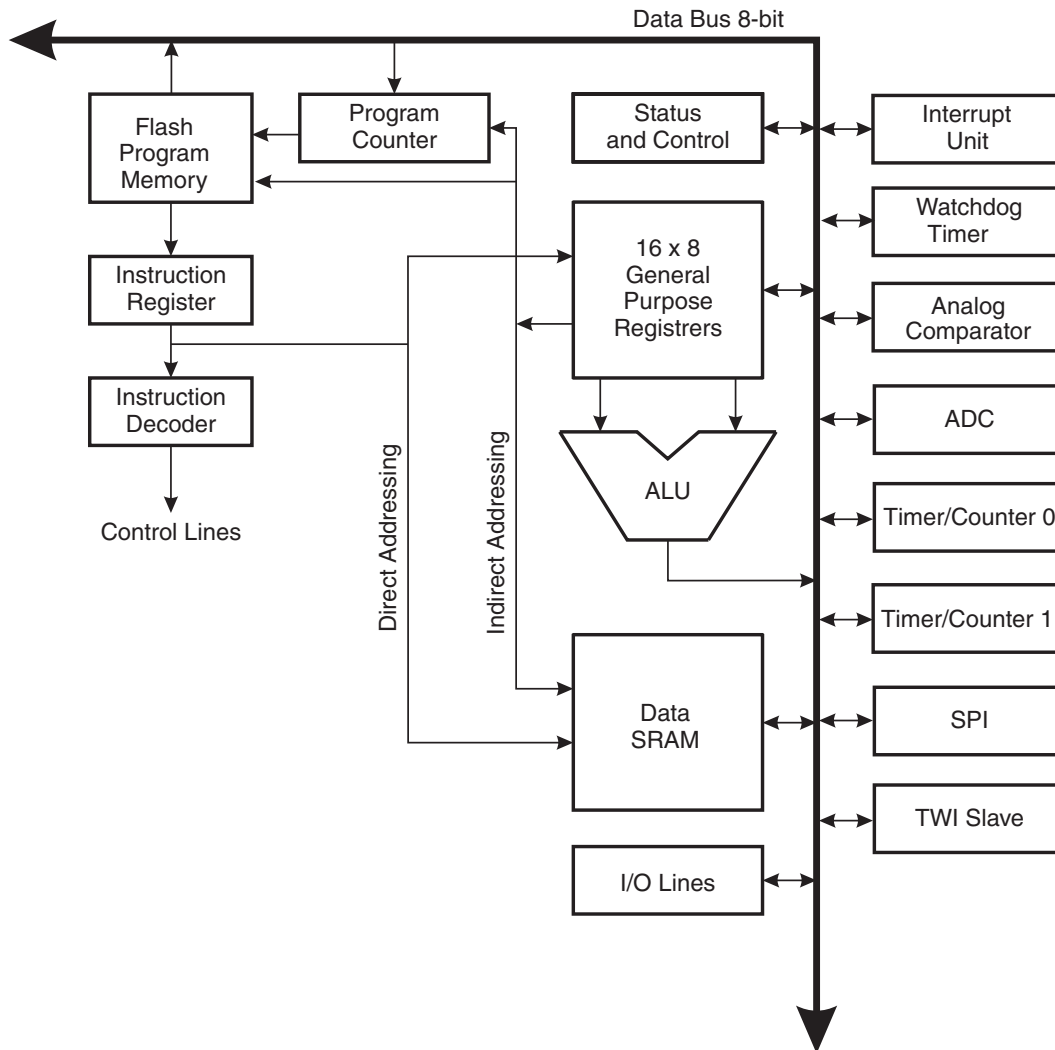 Data Bus 8-bit
Flash
Program
Memory
Program
Counter
Status
and Control
Interrupt
Unit
16 x 8
General
Purpose
Registrers
Watchdog
Timer
Instruction
Register
Analog
Comparator
Instruction
Decoder
ADC
Control Lines
Direct Addressing
Indirect Addressing
ALU
Timer/Counter 0
Timer/Counter 1
Data
SRAM
SPI
TWI Slave
I/O Lines